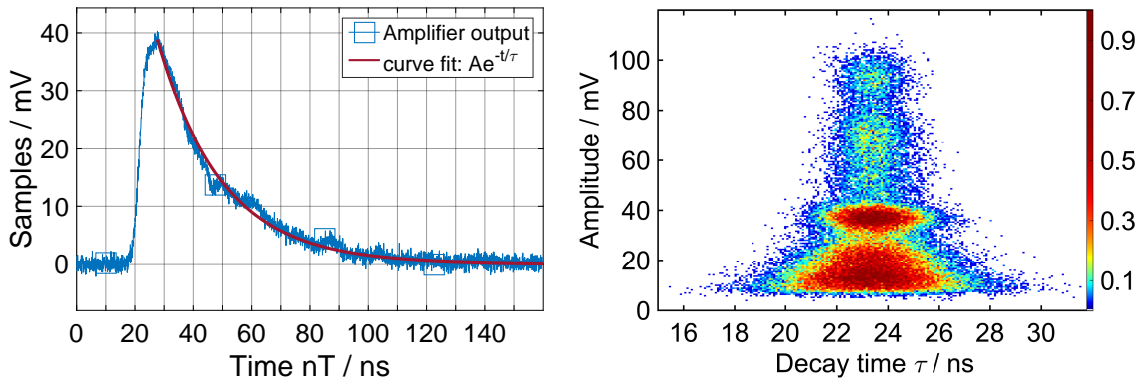 40
30
20
10
0
0 20 40 60 80 100 120 140
Samples / mV
Time nT / ns
Amplifier output
curve fit: Ae^-t/τ
100
80
60
40
20
0
16 18 20 22 24 26 28 30
Amplitude / mV
Decay time τ / ns
0.9
0.7
0.5
0.3
0.1